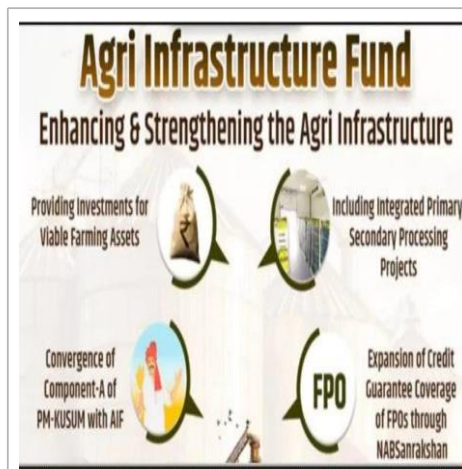 Agri Infrastructure Fund
Enhancing & Strengthening the Agri Infrastructure
Providing Investments for
Viable Farming Assets
₹
Including Integrated Primary
Secondary Processing
Projects
Convergence of
Component-A of
PM-KUSUM with AIF
FPO
Expansion of Credit
Guarantee Coverage
of FPOs through
NABSanrakshan